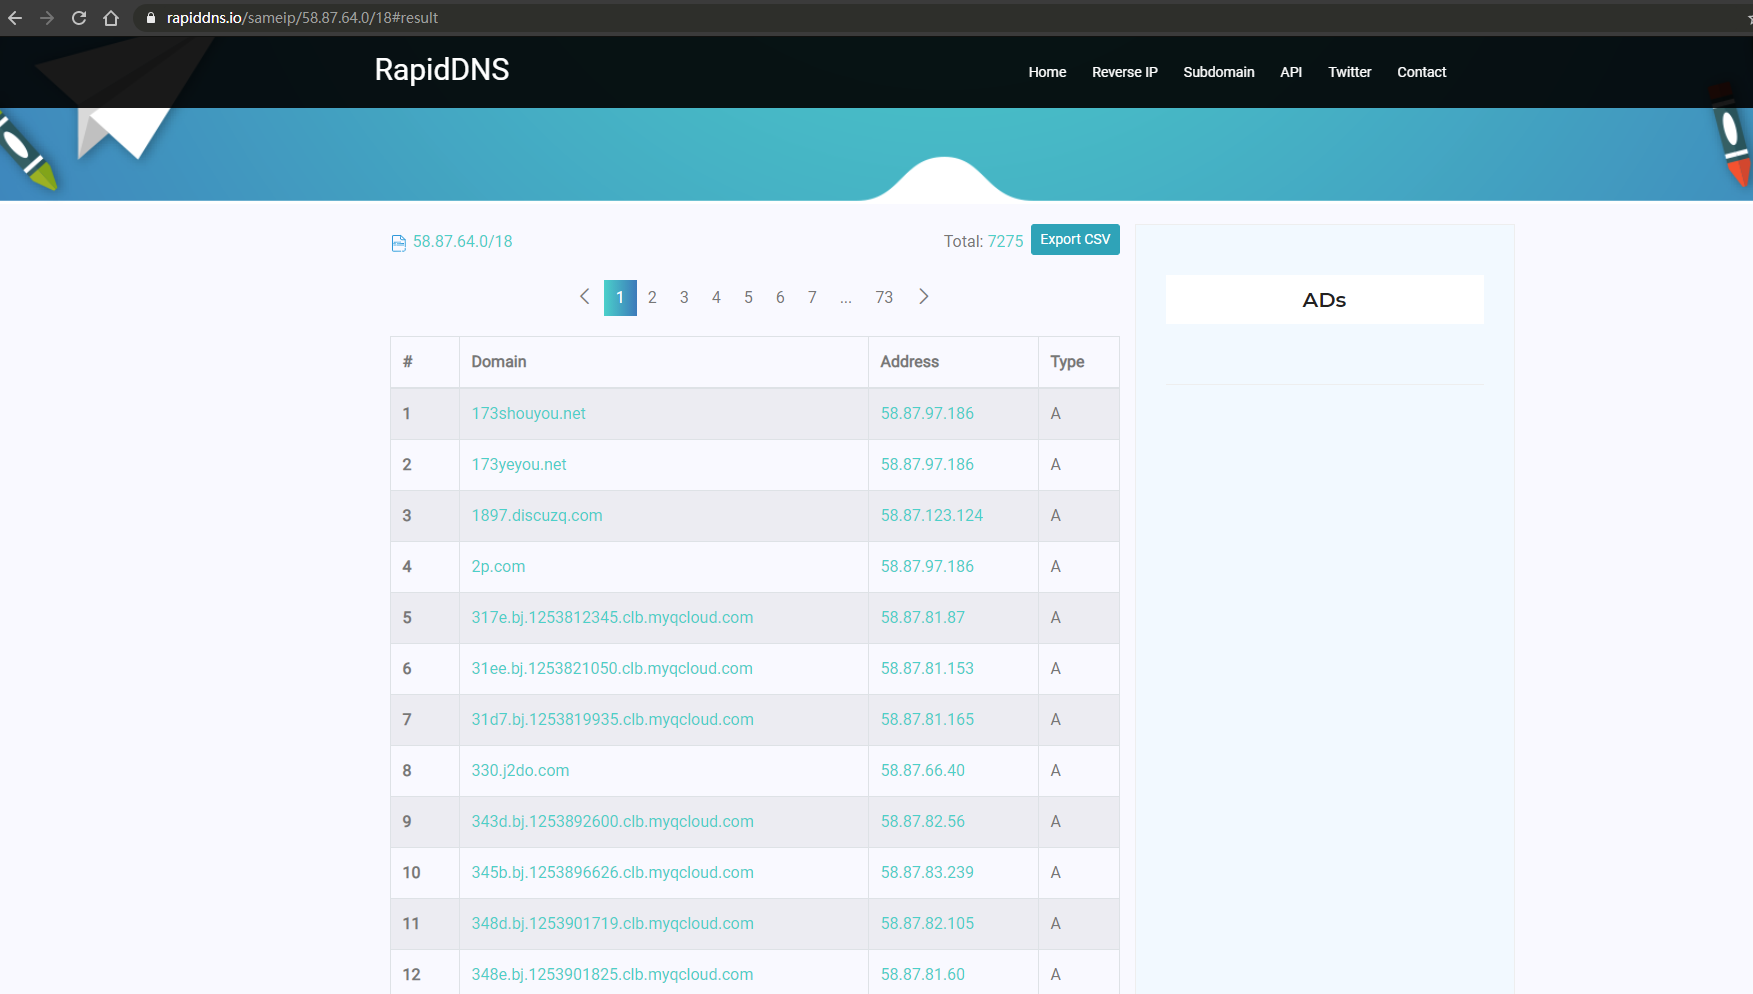 rapiddns.io/sameip/58.87.64.0/18#result
RapidDNS
Home Reverse IP Subdomain API Twitter Contact
58.87.64.0/18 Total: 7275 Export CSV
1 2 3 4 5 6 7 ... 73
ADs
# Domain Address Type
1 173shouyou.net 58.87.97.186 A
2 173yeyou.net 58.87.97.186 A
3 1897.discuzq.com 58.87.123.124 A
4 2p.com 58.87.97.186 A
5 317e.bj.1253812345.clb.myqcloud.com 58.87.81.87 A
6 31ee.bj.1253821050.clb.myqcloud.com 58.87.81.153 A
7 31d7.bj.1253819935.clb.myqcloud.com 58.87.81.165 A
8 330.j2do.com 58.87.66.40 A
9 343d.bj.1253892600.clb.myqcloud.com 58.87.82.56 A
10 345b.bj.1253896626.clb.myqcloud.com 58.87.83.239 A
11 348d.bj.1253901719.clb.myqcloud.com 58.87.82.105 A
12 348e.bj.1253901825.clb.myqcloud.com 58.87.81.60 A